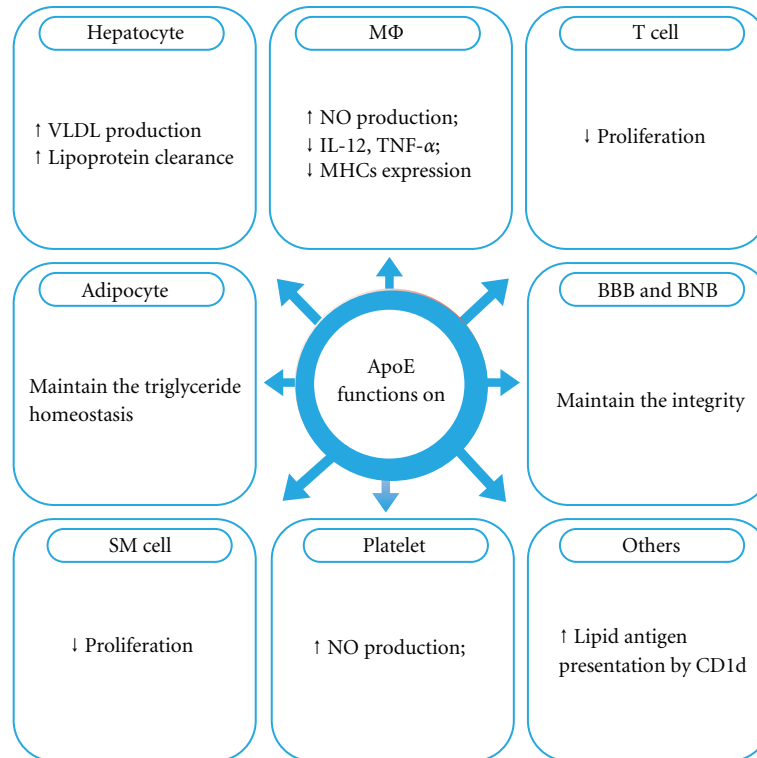 Hepatocyte
↑ VLDL production
↑ Lipoprotein clearance
MΦ
↑ NO production;
↓ IL-12, TNF-α;
↓ MHCs expression
T cell
↓ Proliferation
Adipocyte
Maintain the triglyceride
homeostasis
ApoE
functions on
BBB and BNB
Maintain the integrity
SM cell
↓ Proliferation
Platelet
↑ NO production;
Others
↑ Lipid antigen
presentation by CD1d